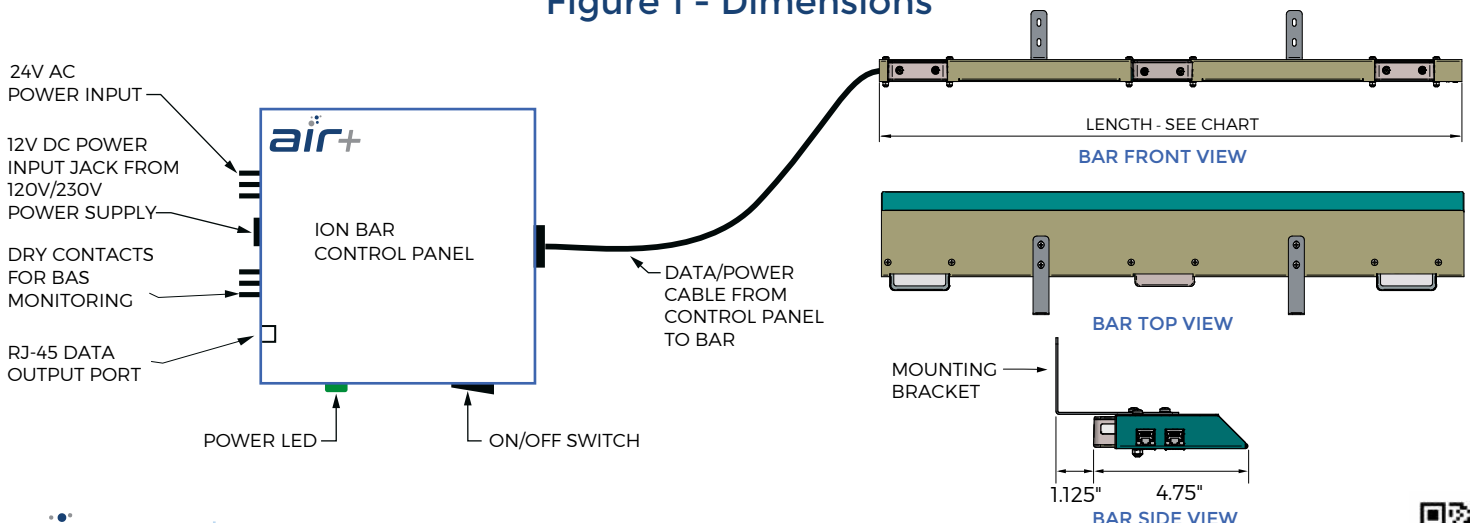 Figure 1 - Dimensions
24V AC
POWER INPUT
12V DC POWER
INPUT JACK FROM
120V/230V
POWER SUPPLY
DRY CONTACTS
FOR BAS
MONITORING
RJ-45 DATA
OUTPUT PORT
air+
ION BAR
CONTROL PANEL
POWER LED
ON/OFF SWITCH
DATA/POWER
CABLE FROM
CONTROL PANEL
TO BAR
LENGTH - SEE CHART
BAR FRONT VIEW
BAR TOP VIEW
MOUNTING
BRACKET
1.125"
4.75"
BAR SIDE VIEW